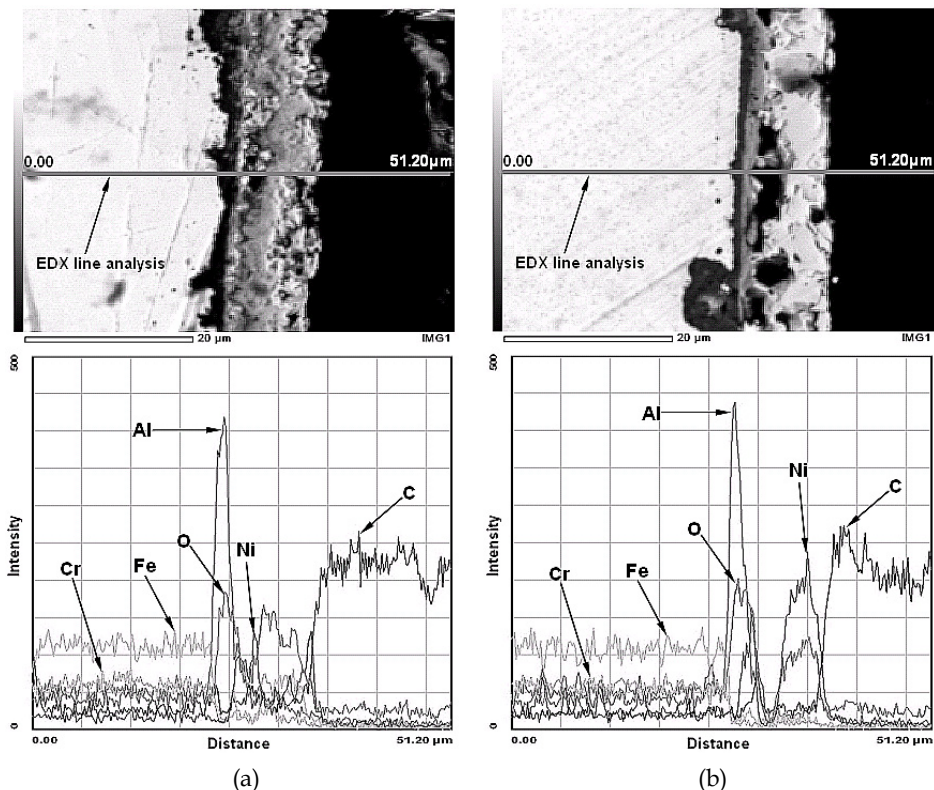 0.00 51.20µm
EDX line analysis
20 µm IMG1
500
Al
C
O
Ni
Cr
Fe
Intensity
0
0.00 Distance 51.20 µm
(a)
0.00 51.20µm
EDX line analysis
20 µm IMG1
500
Al
Ni
C
O
Cr
Fe
Intensity
0
0.00 Distance 51.20 µm
(b)